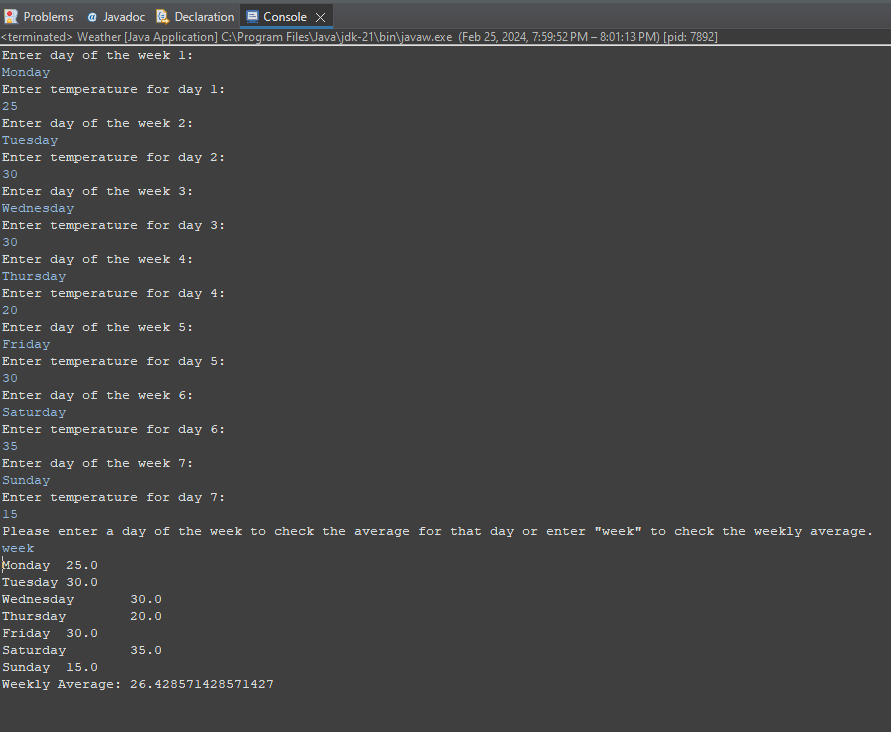 Problems Javadoc Declaration Console
<terminated> Weather [Java Application] C:\Program Files\Java\jdk-21\bin\javaw.exe (Feb 25, 2024, 7:59:52 PM – 8:01:13 PM) [pid: 7892]
Enter day of the week 1:
Monday
Enter temperature for day 1:
25
Enter day of the week 2:
Tuesday
Enter temperature for day 2:
30
Enter day of the week 3:
Wednesday
Enter temperature for day 3:
30
Enter day of the week 4:
Thursday
Enter temperature for day 4:
20
Enter day of the week 5:
Friday
Enter temperature for day 5:
30
Enter day of the week 6:
Saturday
Enter temperature for day 6:
35
Enter day of the week 7:
Sunday
Enter temperature for day 7:
15
Please enter a day of the week to check the average for that day or enter "week" to check the weekly average.
week
Monday 25.0
Tuesday 30.0
Wednesday 30.0
Thursday 20.0
Friday 30.0
Saturday 35.0
Sunday 15.0
Weekly Average: 26.428571428571427